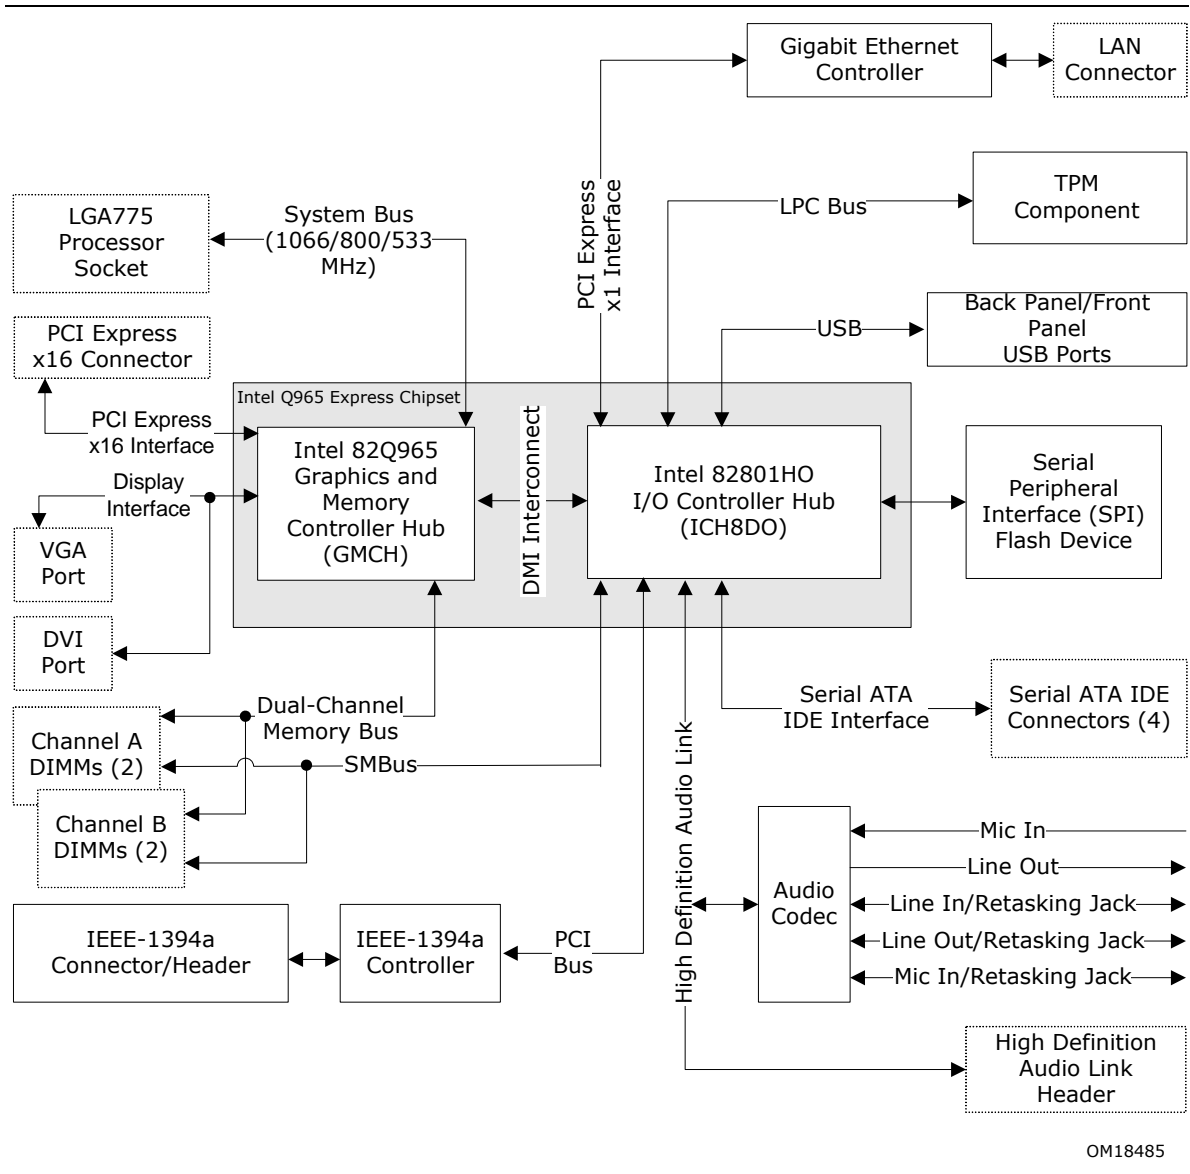 Gigabit Ethernet
Controller
LAN
Connector
TPM
Component
LPC Bus
PCI Express
x1 Interface
LGA775
Processor
Socket
System Bus
(1066/800/533
MHz)
Back Panel/Front
Panel
USB Ports
USB
PCI Express
x16 Connector
PCI Express
x16 Interface
Intel Q965 Express Chipset
Intel 82Q965
Graphics and
Memory
Controller Hub
(GMCH)
DMI Interconnect
Intel 82801HO
I/O Controller Hub
(ICH8DO)
Serial
Peripheral
Interface (SPI)
Flash Device
Display
Interface
VGA
Port
DVI
Port
Dual-Channel
Memory Bus
Channel A
DIMMs (2)
SMBus
Channel B
DIMMs (2)
Serial ATA
IDE Interface
Serial ATA IDE
Connectors (4)
High Definition Audio Link
Audio
Codec
Mic In
Line Out
Line In/Retasking Jack
Line Out/Retasking Jack
Mic In/Retasking Jack
IEEE-1394a
Connector/Header
IEEE-1394a
Controller
PCI
Bus
High Definition
Audio Link
Header
OM18485